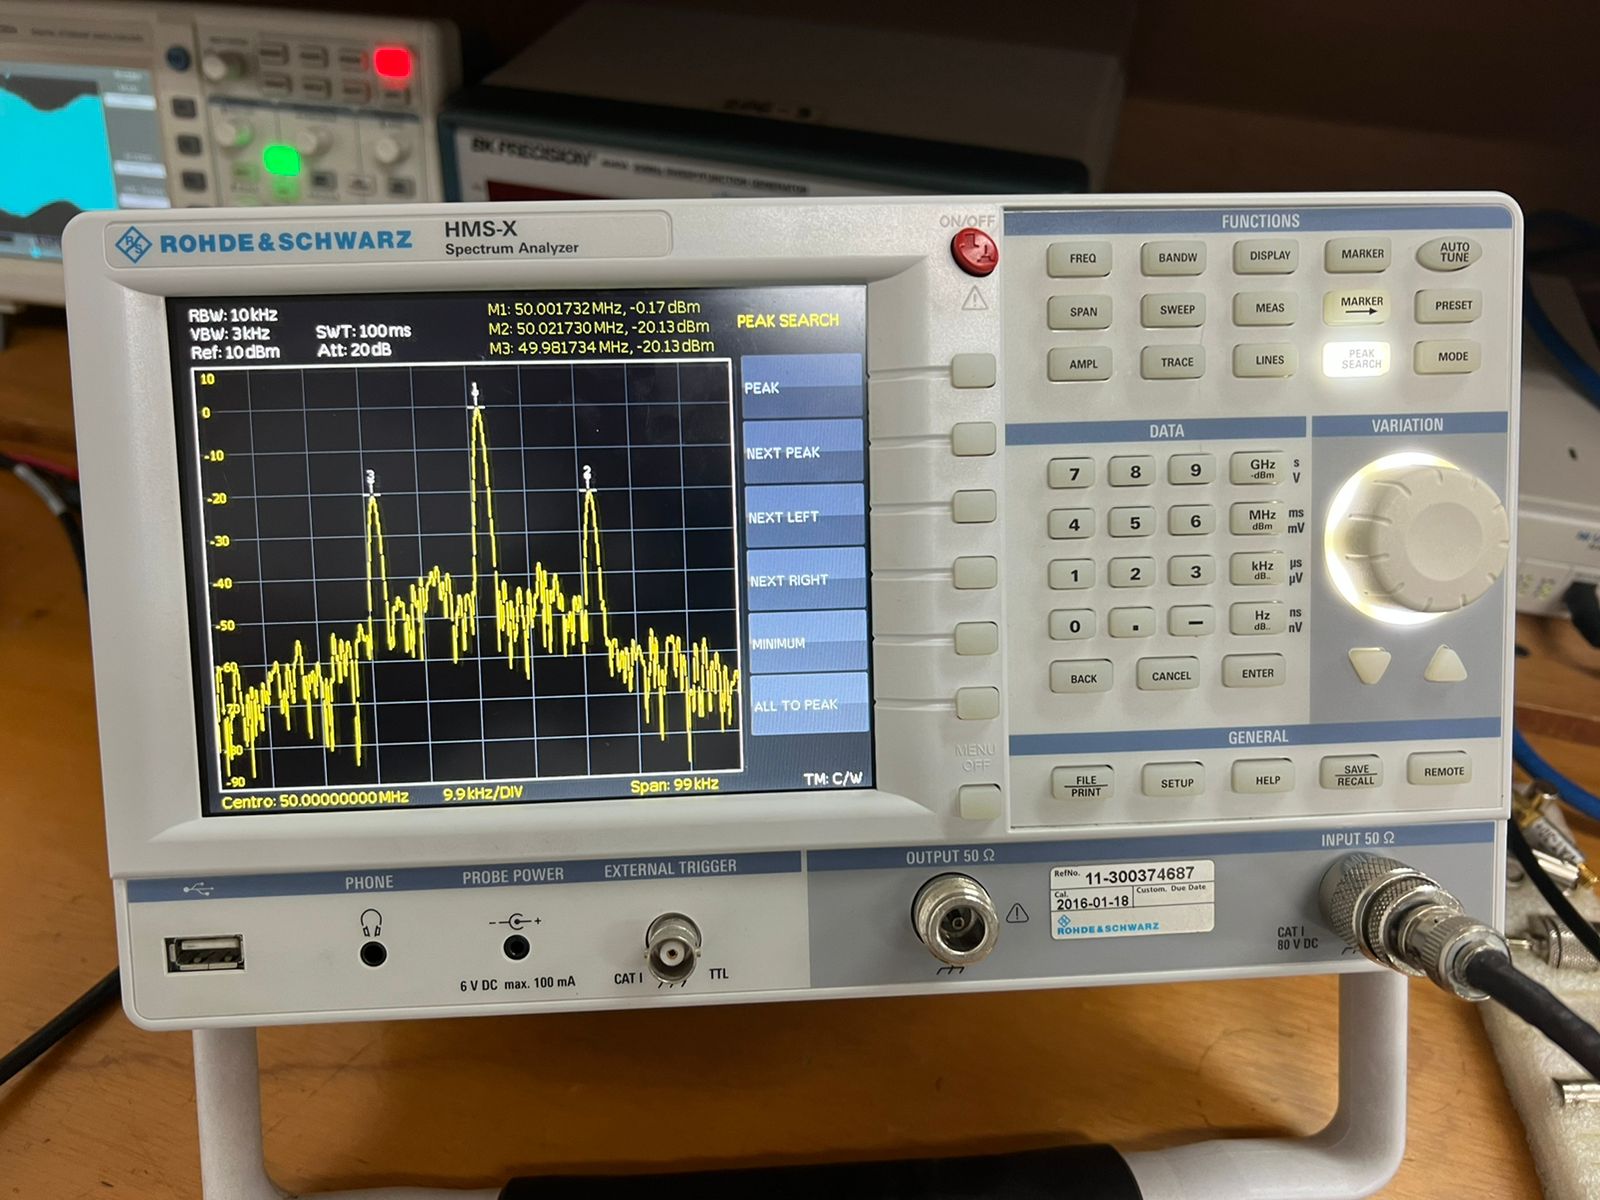 BK PRECISION
ROHDE & SCHWARZ
HMS-X
Spectrum Analyzer
ON/OFF
RBW: 10 kHz
VBW: 3 kHz
SWT: 100 ms
Ref: 10 dBm
Att: 20 dB
M1: 50.001732 MHz, -0.17 dBm
M2: 50.021730 MHz, -20.13 dBm
M3: 49.981734 MHz, -20.13 dBm
PEAK SEARCH
10
0
-10
-20
-30
-40
-50
-60
-70
-80
-90
1
2
3
Centro: 50.00000000 MHz
9.9 kHz/DIV
Span: 99 kHz
PEAK
NEXT PEAK
NEXT LEFT
NEXT RIGHT
MINIMUM
ALL TO PEAK
TM: C/W
MENU
OFF
FUNCTIONS
FREQ
BANDW
DISPLAY
MARKER
AUTO
TUNE
SPAN
SWEEP
MEAS
MARKER
PRESET
AMPL
TRACE
LINES
PEAK
SEARCH
MODE
DATA
7
8
9
GHz
-dBm
s
V
4
5
6
MHz
dBm
ms
mV
1
2
3
kHz
dB..
µs
µV
0
.
−
Hz
dB..
ns
nV
BACK
CANCEL
ENTER
VARIATION
GENERAL
FILE
PRINT
SETUP
HELP
SAVE
RECALL
REMOTE
PHONE
PROBE POWER
EXTERNAL TRIGGER
− +
6 V DC max. 100 mA
CAT I
TTL
OUTPUT 50 Ω
INPUT 50 Ω
RefNo. 11-300374687
Cal.
2016-01-18
Custom. Due Date
ROHDE & SCHWARZ
CAT I
80 V DC